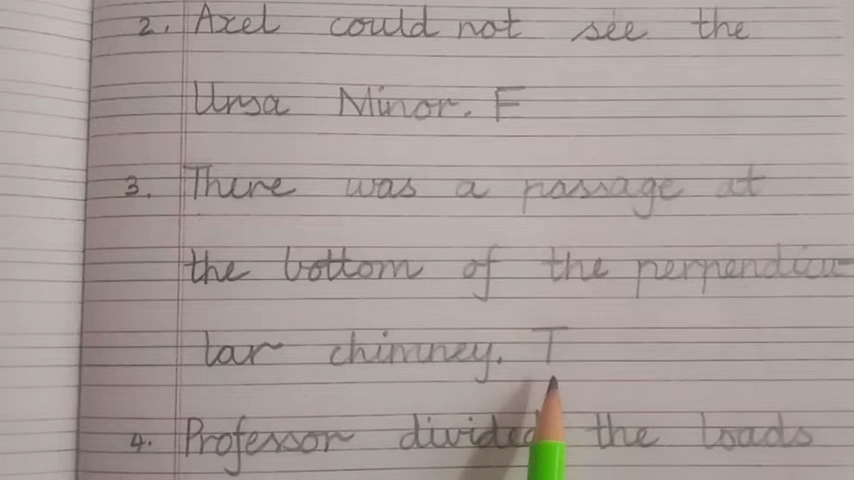 2. Axel could not see the
Ursa Minor. F
3. There was a passage at
the bottom of the perpendicu-
lar chimney. T
4. Professor divided the loads